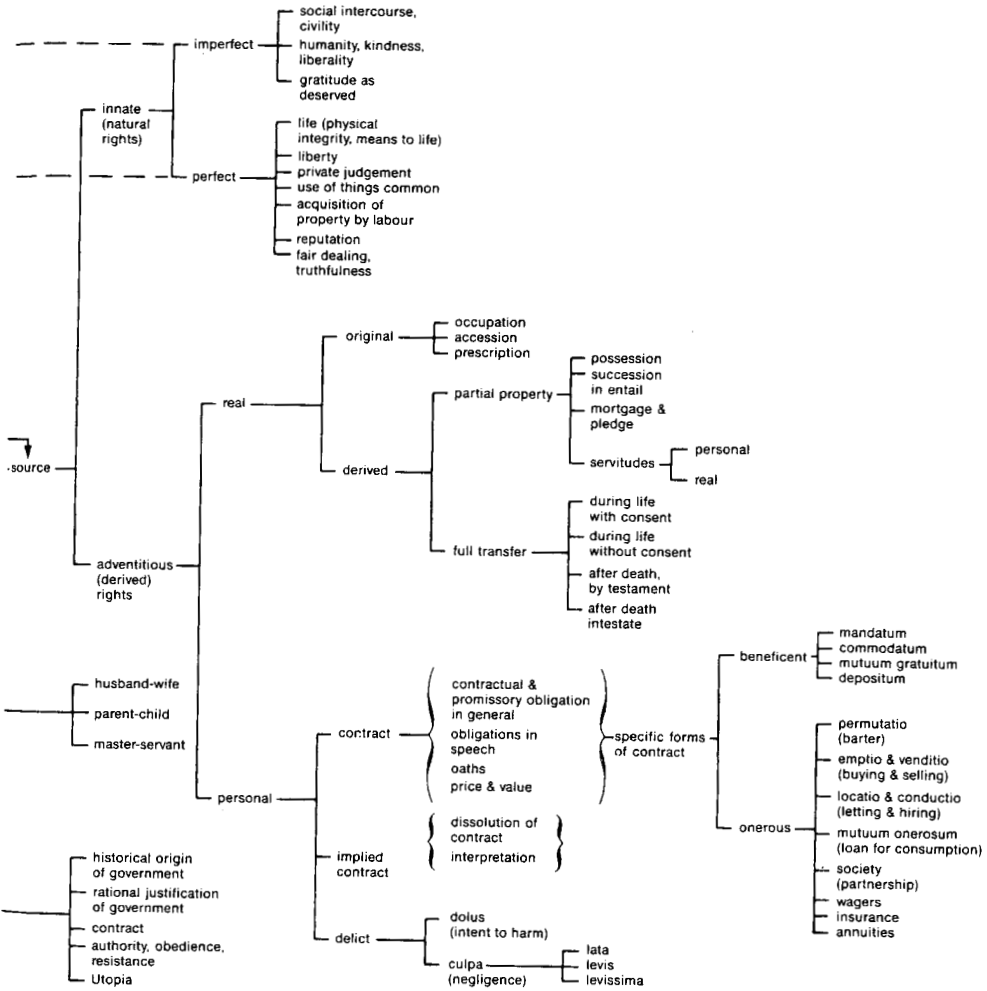 social intercourse,
civility
imperfect
humanity, kindness,
liberality
gratitude as
deserved
innate
(natural
rights)
life (physical
integrity, means to life)
liberty
private judgement
perfect
use of things common
acquisition of
property by labour
reputation
fair dealing,
truthfulness
original
occupation
accession
prescription
real
partial property
possession
succession
in entail
mortgage &
pledge
derived
servitudes
personal
real
source
during life
with consent
full transfer
during life
without consent
after death,
by testament
after death
intestate
adventitious
(derived)
rights
husband-wife
parent-child
master-servant
personal
contract
contractual &
promissory obligation
in general
obligations in
speech
oaths
price & value
specific forms
of contract
beneficent
mandatum
commodatum
mutuum gratuitum
depositum
onerous
permutatio
(barter)
emptio & venditio
(buying & selling)
locatio & conductio
(letting & hiring)
mutuum onerosum
(loan for consumption)
society
(partnership)
wagers
insurance
annuities
dissolution of
contract
interpretation
implied
contract
historical origin
of government
rational justification
of government
contract
authority, obedience,
resistance
Utopia
delict
dolus
(intent to harm)
culpa
(negligence)
lata
levis
levissima